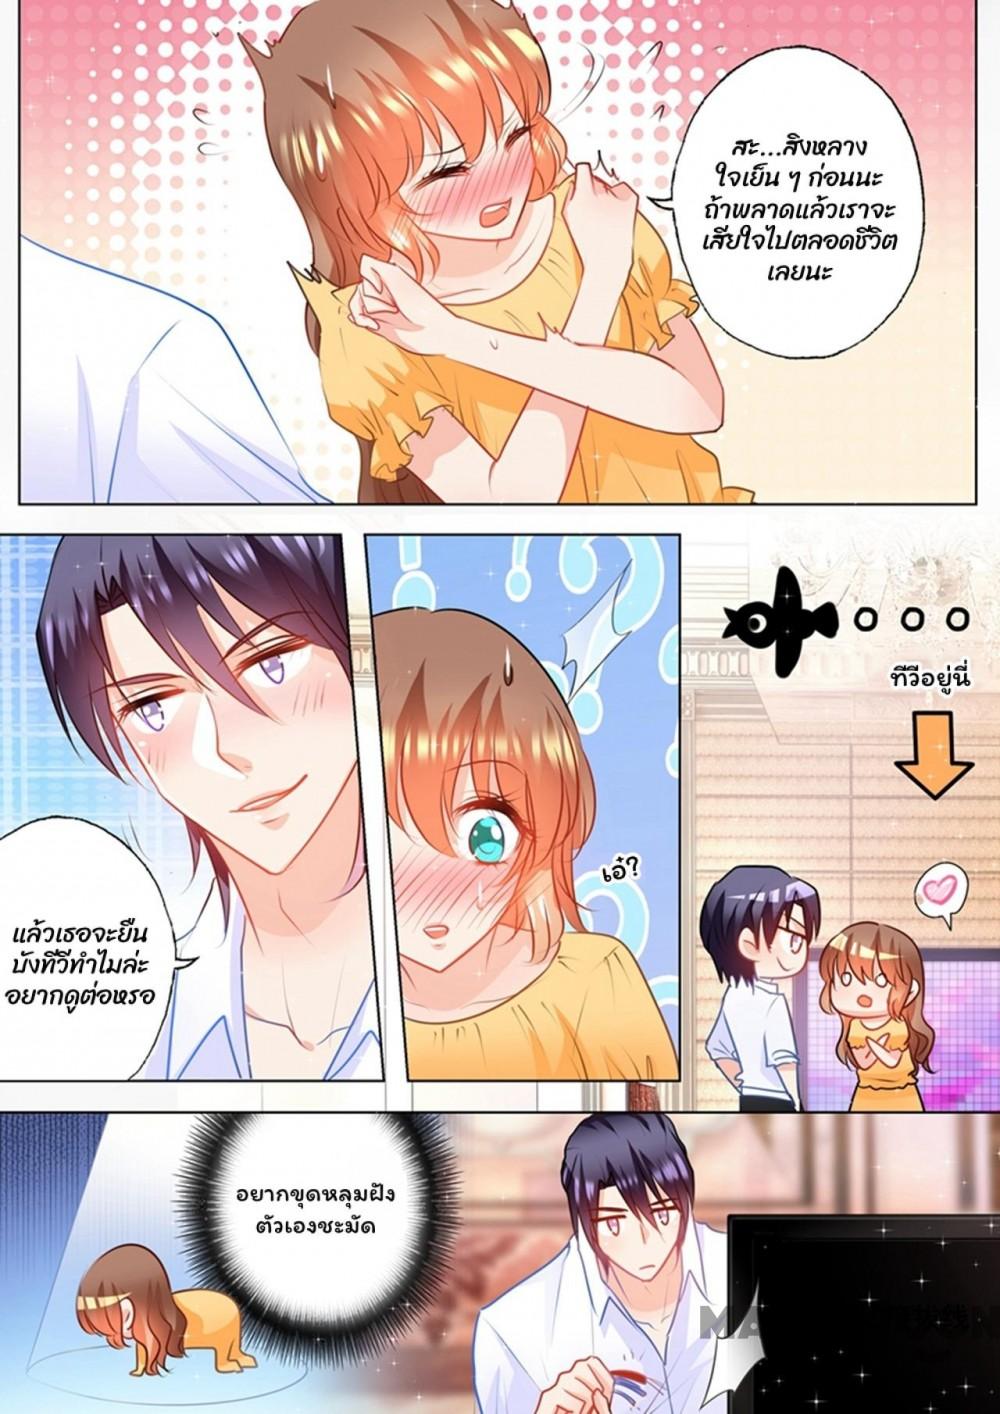 สะ...สิงหลาง
ใจเย็น ๆ ก่อนนะ
ถ้าพลาดแล้วเราจะ
เสียใจไปตลอดชีวิต
เลยนะ
แล้วเธอจะยืน
บังทีวีทำไมล่ะ
อยากดูต่อหรอ
เอ๋?
ทีวีอยู่นี่
อยากขุดหลุมฝัง
ตัวเองชะมัด